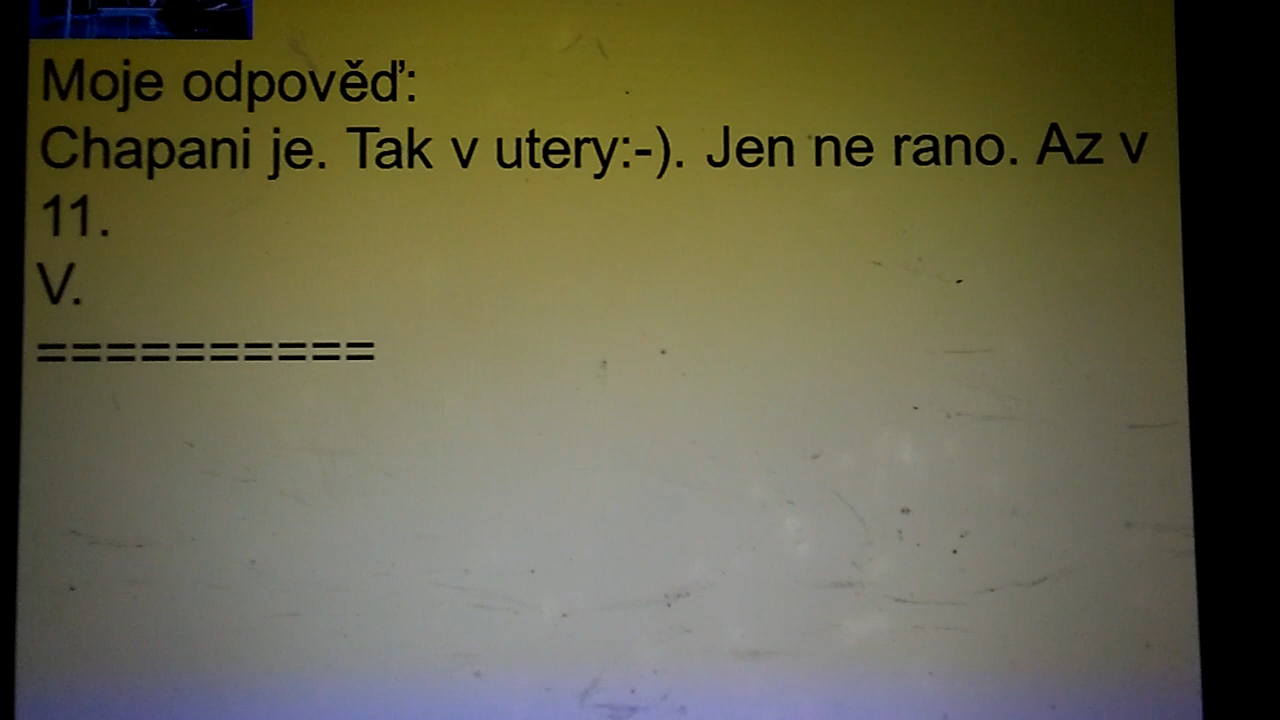 Moje odpověď:
Chapani je. Tak v utery:-). Jen ne rano. Az v
11.
V.
==========